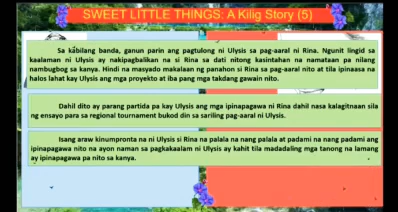 SWEET LITTLE THINGS: A Kilig Story (5)
Sa kabilang banda, ganun parin ang pagtulong ni Ulysis sa pag-aaral ni Rina. Ngunit lingid sa
kaalaman ni Ulysis ay nakipagbalikan na si Rina sa dati nitong kasintahan na namataan pa nilang
nambugbog sa kanya. Hindi na masyado makalaan ng panahon si Rina sa pag-aaral nito at tila ipinaasa na
halos lahat kay Ulysis ang mga proyekto at iba pang mga takdang gawain nito.
Dahil dito ay parang partida pa kay Ulysis ang mga ipinapagawa ni Rina dahil nasa kalagitnaan sila
ng ensayo para sa regional tournament bukod din sa sariling pag-aaral ni Ulysis.
Isang araw kinumpronta na ni Ulysis si Rina na palala na nang palala at padami na nang padami ang
ipinapagawa nito na ayon naman sa pagkakaalam ni Ulysis ay kahit tila madadaling mga tanong na lamang
ay ipinapagawa pa nito sa kanya.